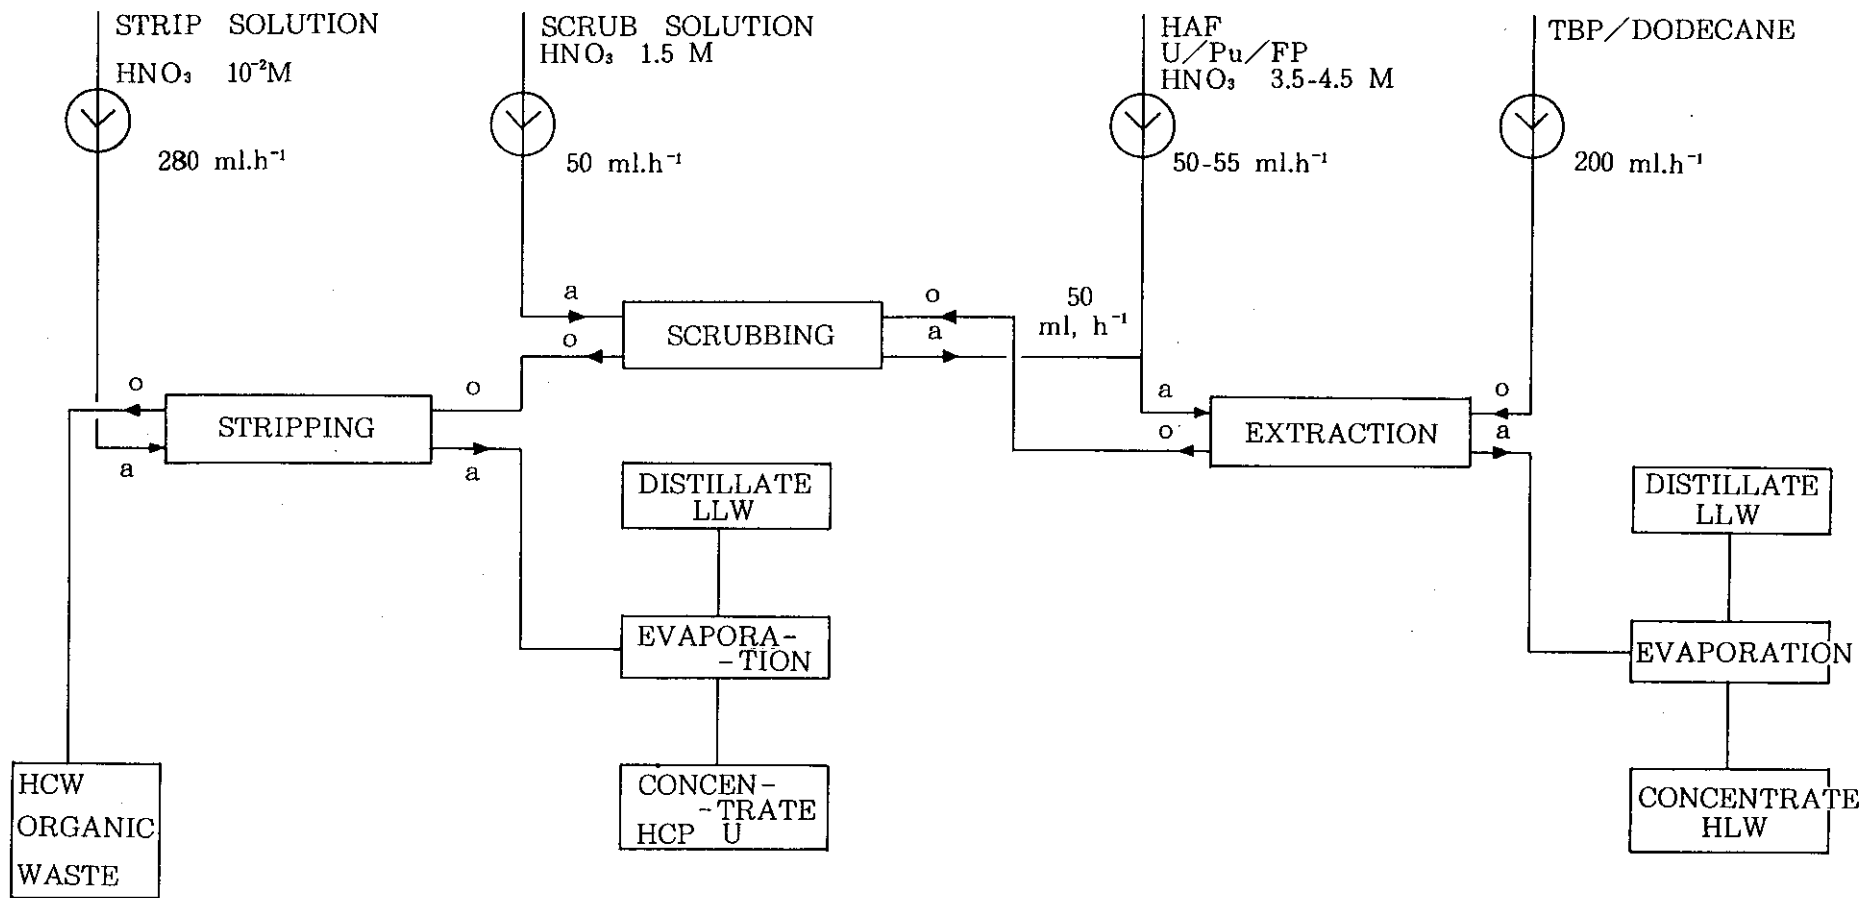 STRIP SOLUTION
HNO₃ 10⁻²M
280 ml.h⁻¹
SCRUB SOLUTION
HNO₃ 1.5 M
50 ml.h⁻¹
HAF
U/Pu/FP
HNO₃ 3.5-4.5 M
50-55 ml.h⁻¹
TBP/DODECANE
200 ml.h⁻¹
a
o
SCRUBBING
o
a
50
ml, h⁻¹
o
a
STRIPPING
o
a
a
o
EXTRACTION
o
a
DISTILLATE
LLW
EVAPORA-
-TION
CONCEN-
-TRATE
HCP U
DISTILLATE
LLW
EVAPORATION
CONCENTRATE
HLW
HCW
ORGANIC
WASTE